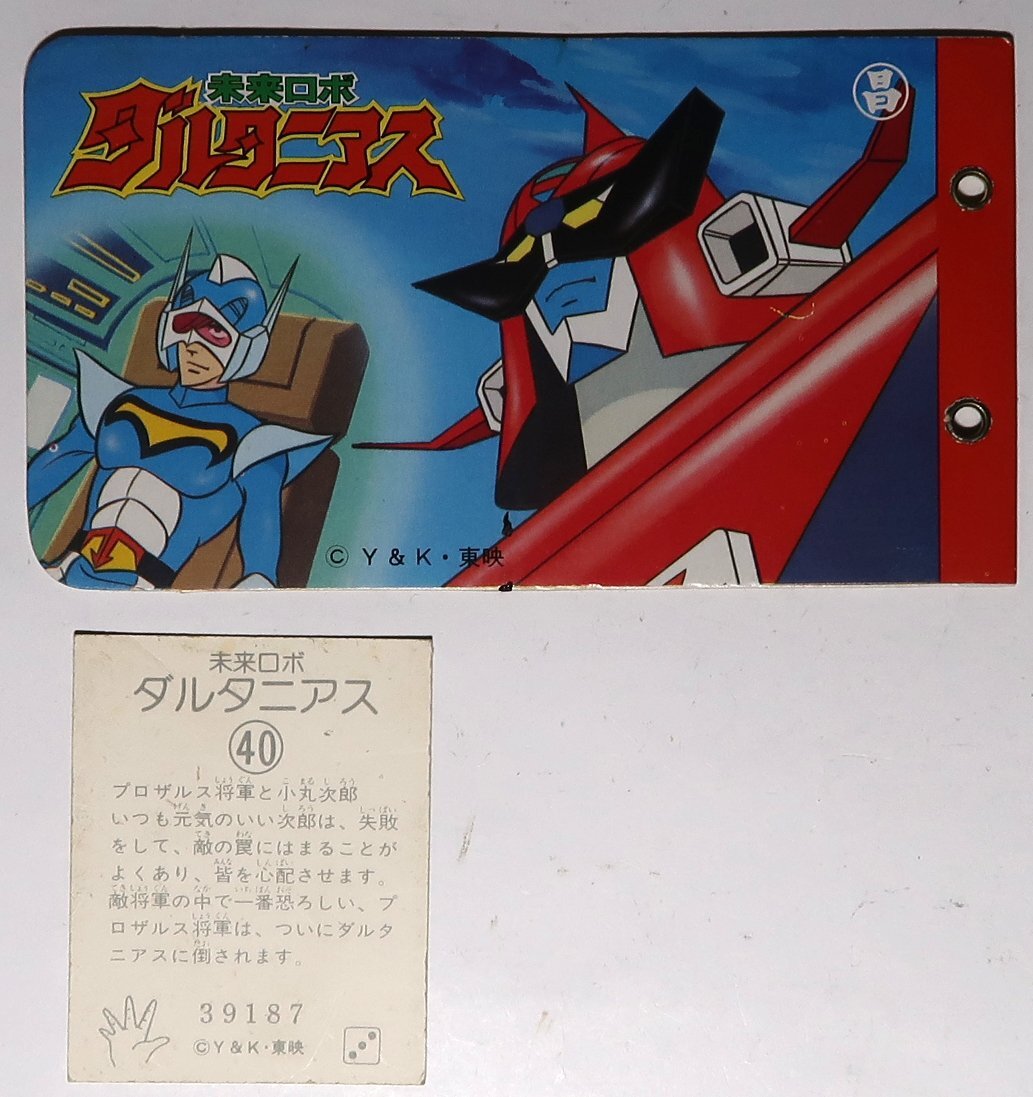 未来ロボ
ダルタニアス
昌
© Y & K・東映
未来ロボ
ダルタニアス
40
プロザルス将軍と小丸次郎
いつも元気のいい次郎は、失敗
をして、敵の罠にはまることが
よくあり、皆を心配させます。
敵将軍の中で一番恐ろしい、プ
ロザルス将軍は、ついにダルタ
ニアスに倒されます。
39187
©Y & K・東映